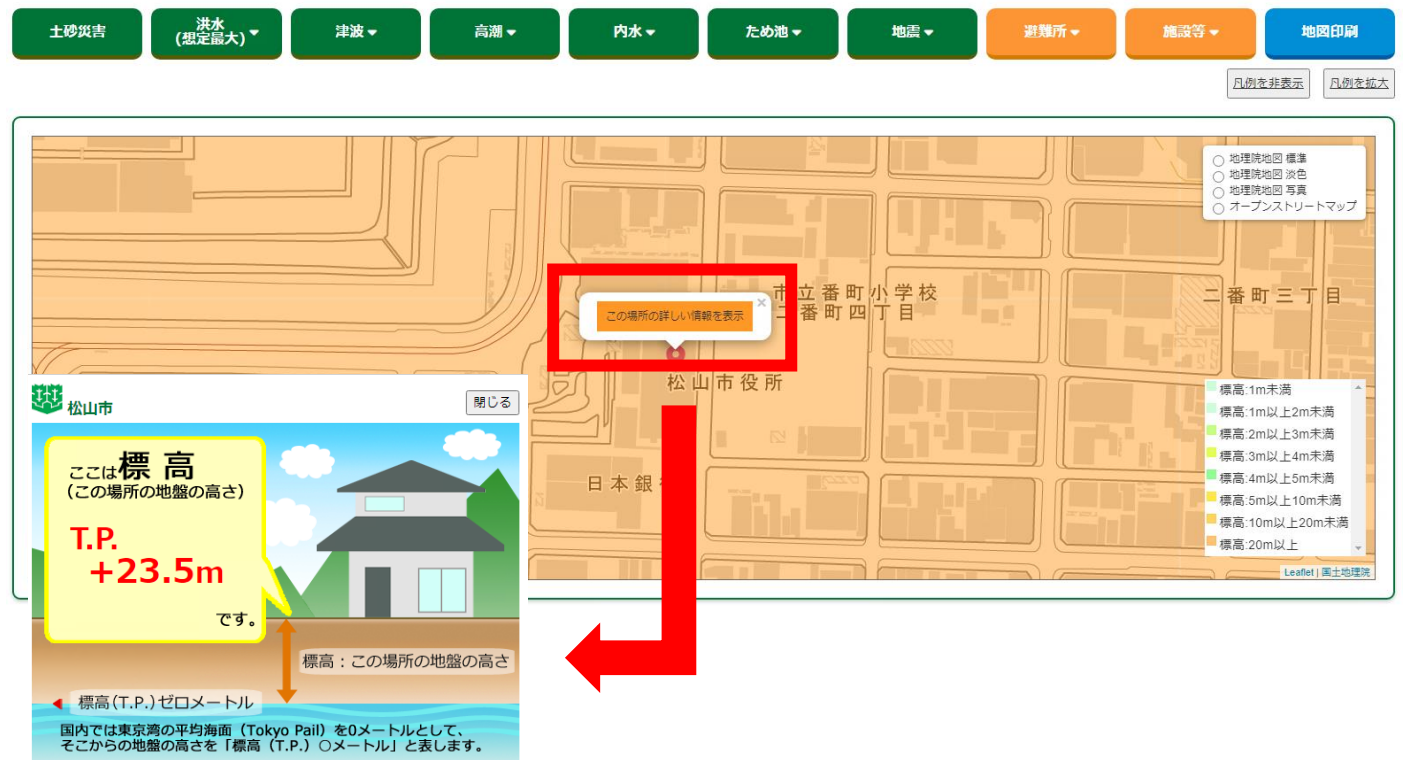 土砂災害
洪水
(想定最大)
津波
高潮
内水
ため池
地震
避難所
施設等
地図印刷
凡例を非表示
凡例を拡大
地理院地図 標準
地理院地図 淡色
地理院地図 写真
オープンストリートマップ
市立番町小学校
二番町四丁目
二番町三丁目
この場所の詳しい情報を表示
×
松山市役所
日本銀
標高:1m未満
標高:1m以上2m未満
標高:2m以上3m未満
標高:3m以上4m未満
標高:4m以上5m未満
標高:5m以上10m未満
標高:10m以上20m未満
標高:20m以上
Leaflet | 国土地理院
松山市
閉じる
ここは標 高
(この場所の地盤の高さ)
T.P.
+23.5m
です。
標高：この場所の地盤の高さ
標高(T.P.)ゼロメートル
国内では東京湾の平均海面（Tokyo Pail）を0メートルとして、
そこからの地盤の高さを「標高（T.P.）○メートル」と表します。